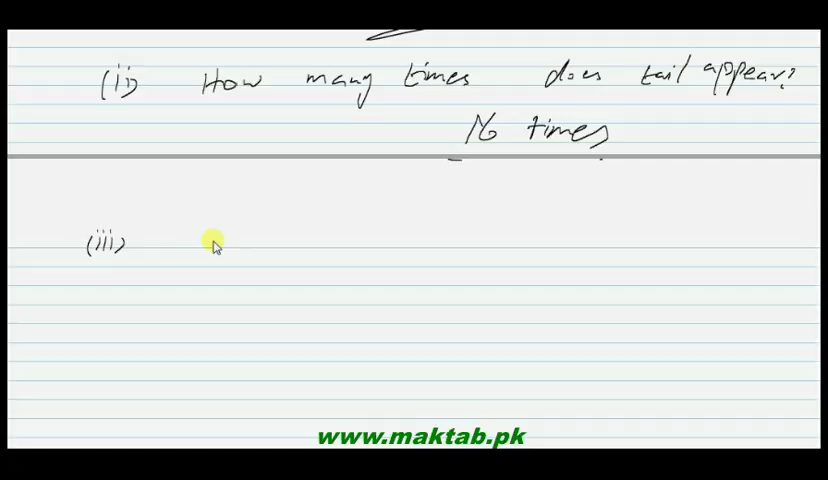 (ii) How many times does tail appear?
16 times
(iii)
www.maktab.pk